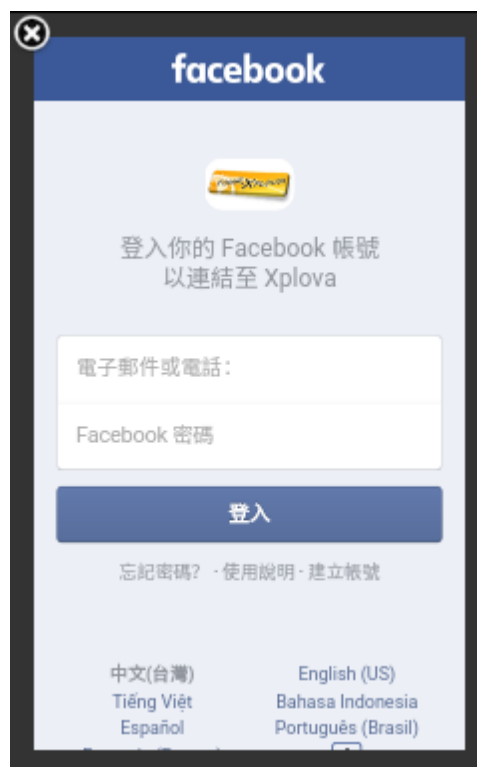 facebook
登入你的 Facebook 帳號
以連結至 Xplova
電子郵件或電話:
Facebook 密碼
登入
忘記密碼? · 使用說明 · 建立帳號
中文(台灣) English (US)
Tiếng Việt Bahasa Indonesia
Español Português (Brasil)